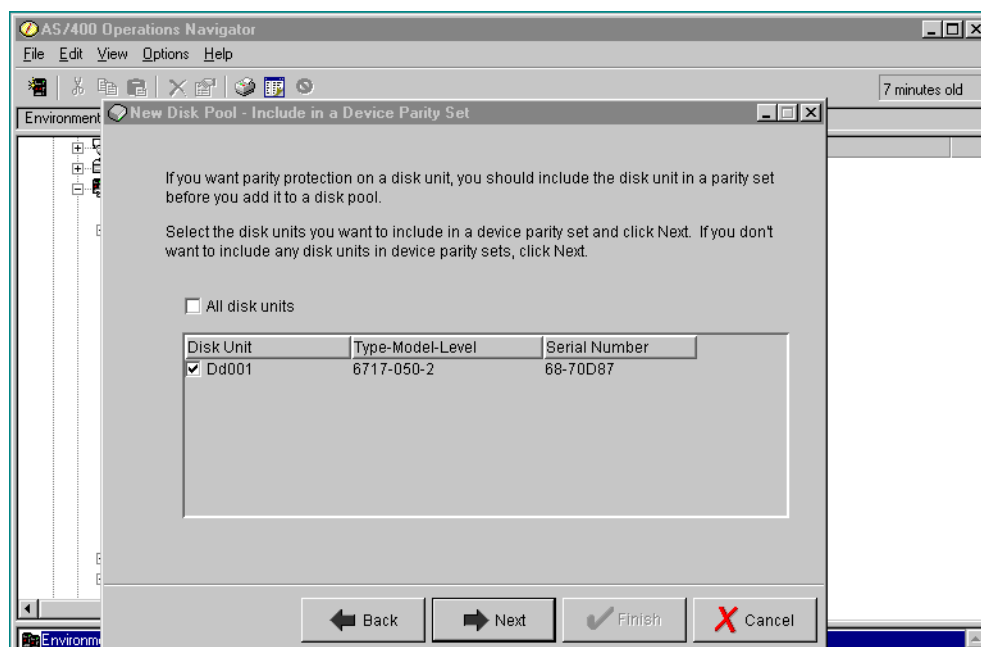 AS/400 Operations Navigator
File Edit View Options Help
7 minutes old
Environment
New Disk Pool - Include in a Device Parity Set
If you want parity protection on a disk unit, you should include the disk unit in a parity set
before you add it to a disk pool.
Select the disk units you want to include in a device parity set and click Next. If you don't
want to include any disk units in device parity sets, click Next.
All disk units
Disk Unit Type-Model-Level Serial Number
Dd001 6717-050-2 68-70D87
Back Next Finish Cancel
Environm